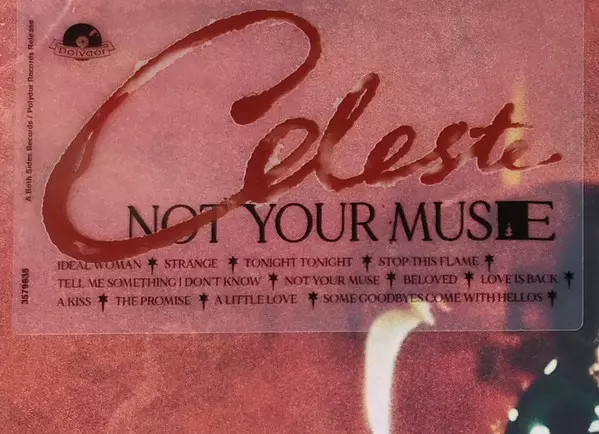 A Both Sides Records / Polydor Records Release
polydor
Celeste
NOT YOUR MUSE
IDEAL WOMAN * STRANGE * TONIGHT TONIGHT * STOP THIS FLAME *
TELL ME SOMETHING I DON'T KNOW * NOT YOUR MUSE * BELOVED * LOVE IS BACK *
A KISS * THE PROMISE * A LITTLE LOVE * SOME GOODBYES COME WITH HELLOS *
3579635